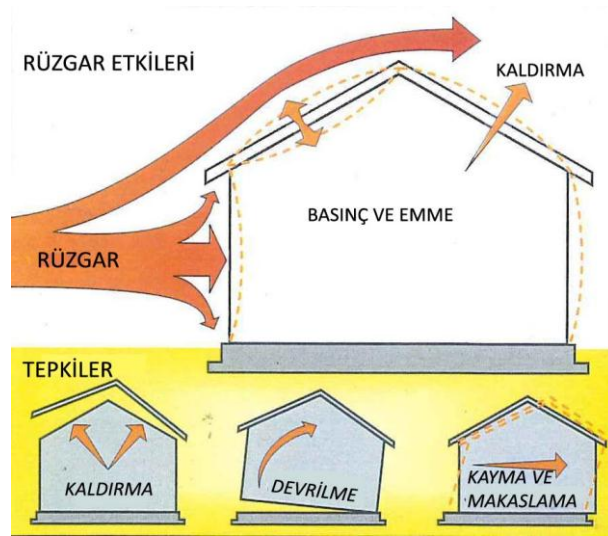 RÜZGAR ETKİLERİ
KALDIRMA
BASINÇ VE EMME
RÜZGAR
TEPKİLER
KALDIRMA
DEVRİLME
KAYMA VE
MAKASLAMA